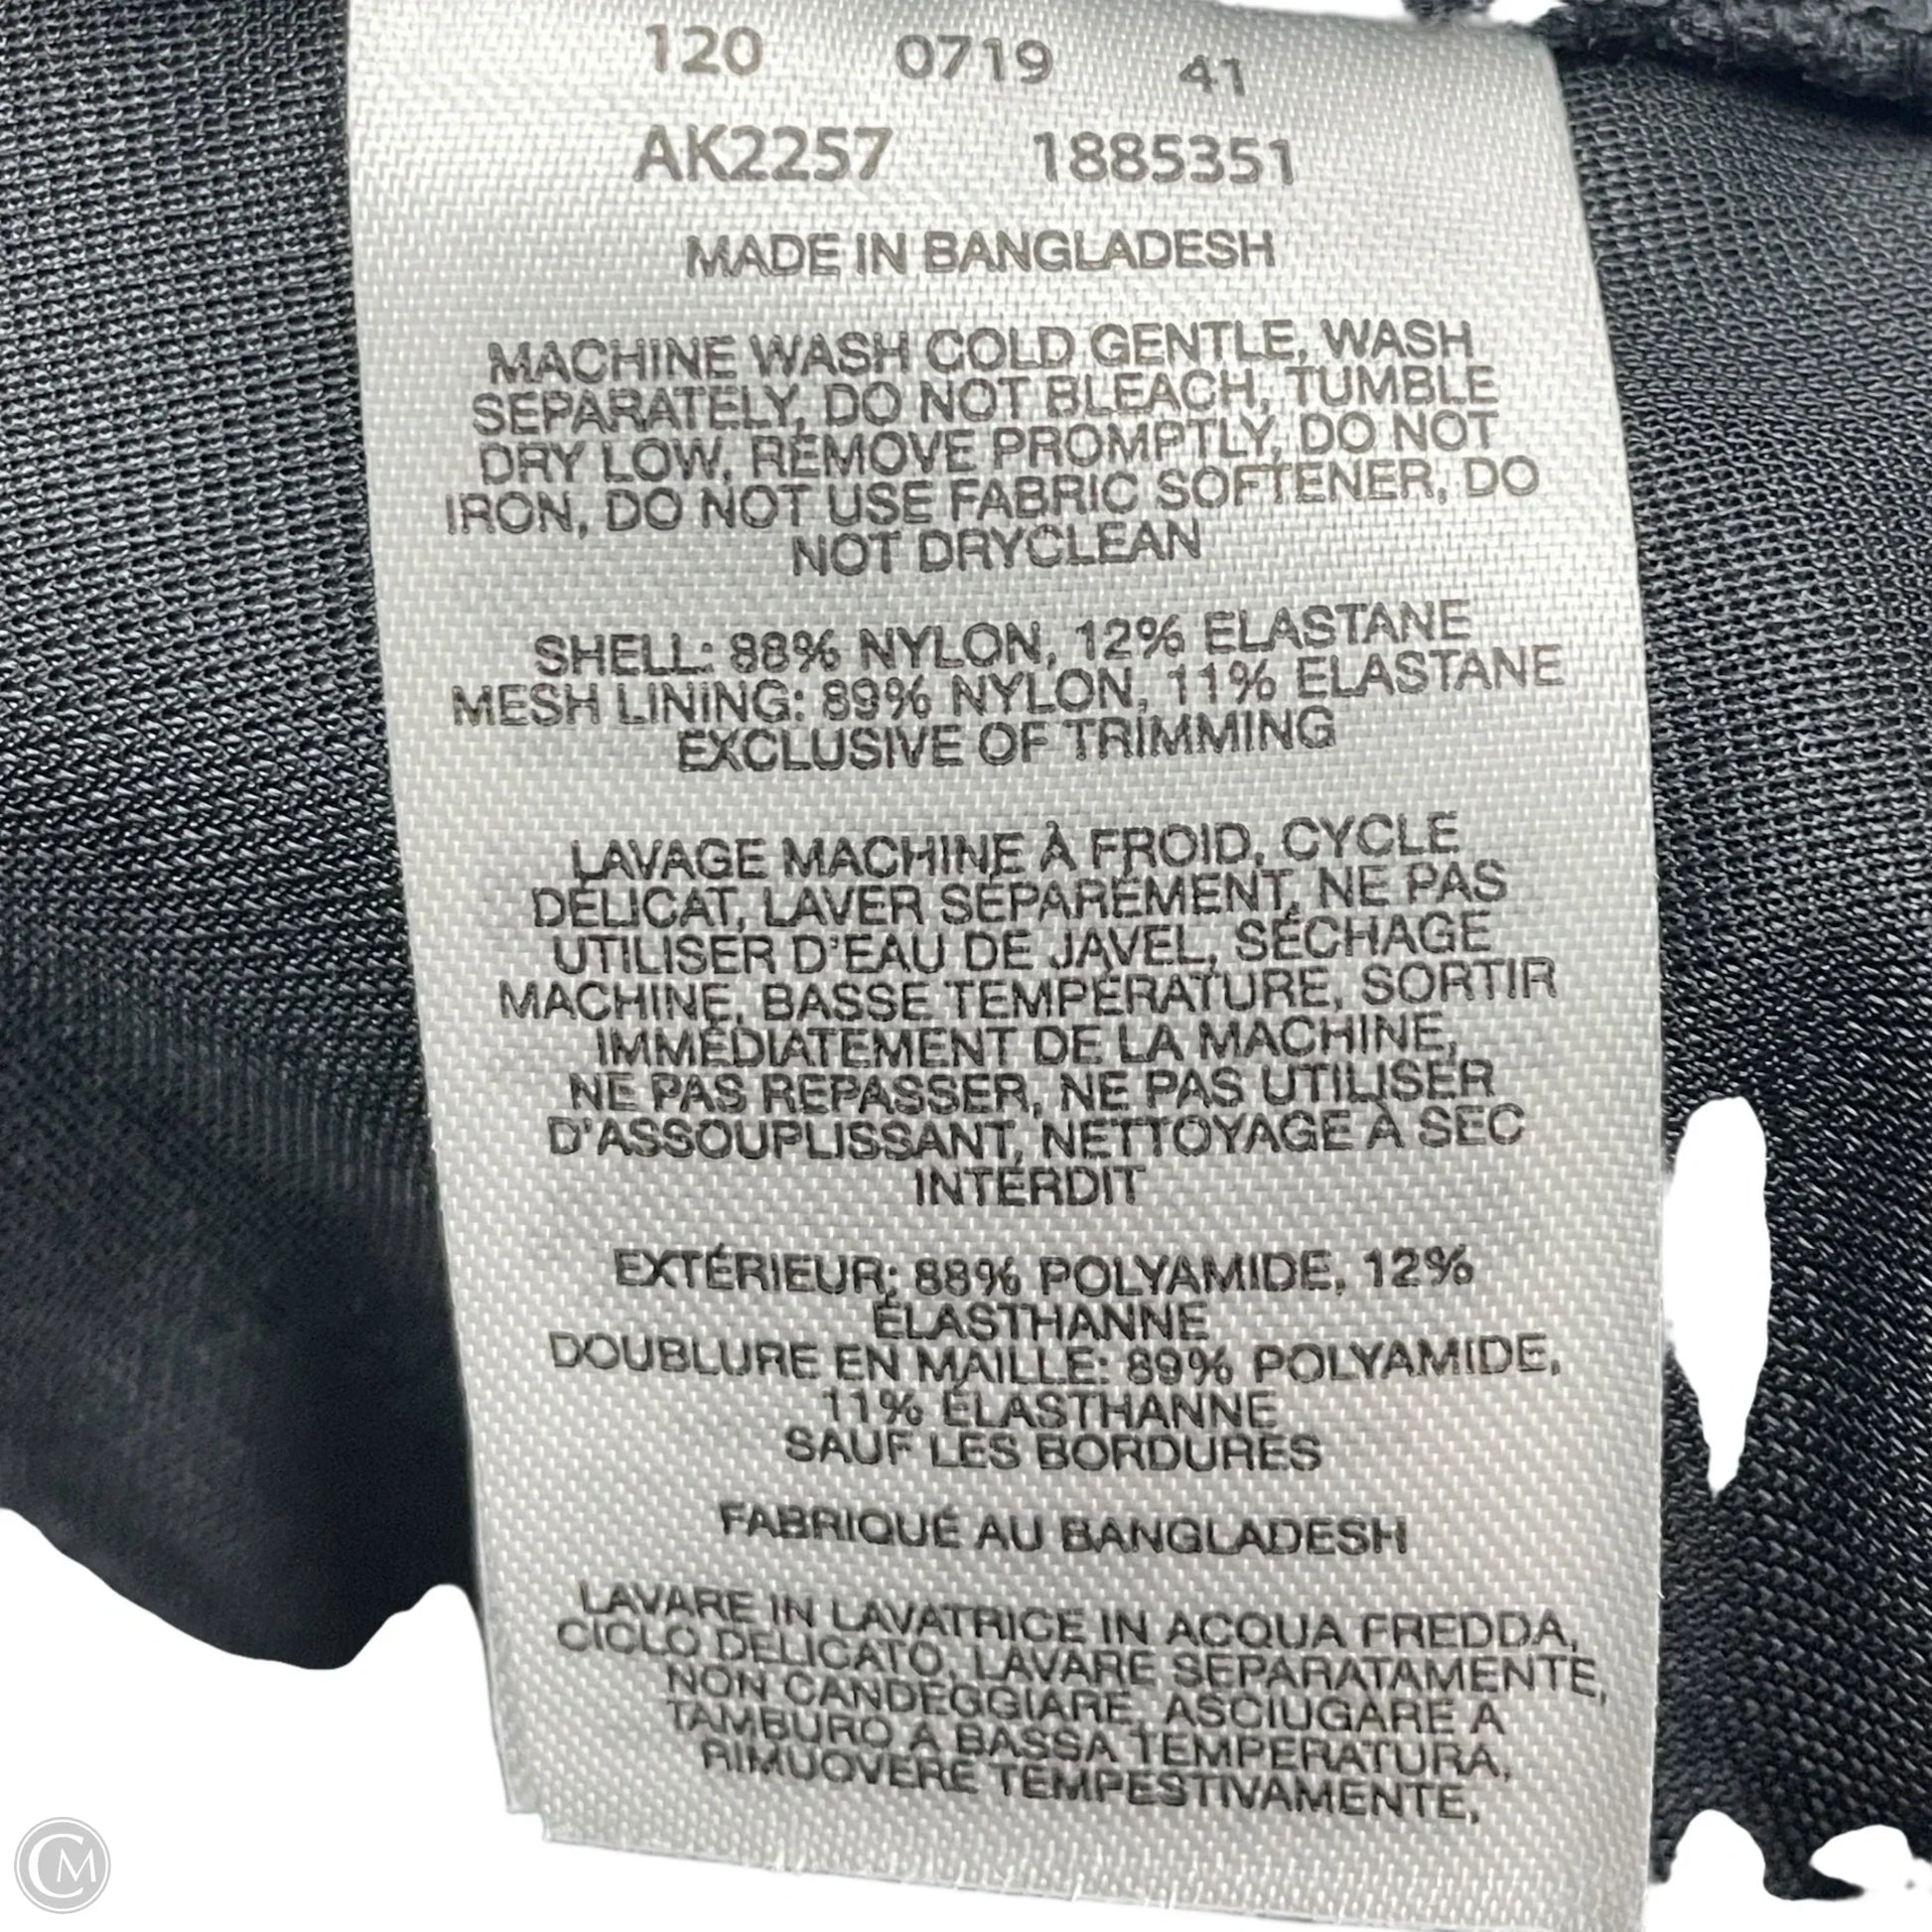 120 0719 41
AK2257 1885351
MADE IN BANGLADESH
MACHINE WASH COLD GENTLE, WASH
SEPARATELY, DO NOT BLEACH, TUMBLE
DRY LOW, REMOVE PROMPTLY, DO NOT
IRON, DO NOT USE FABRIC SOFTENER, DO
NOT DRYCLEAN
SHELL: 88% NYLON, 12% ELASTANE
MESH LINING: 89% NYLON, 11% ELASTANE
EXCLUSIVE OF TRIMMING
LAVAGE MACHINE À FROID, CYCLE
DÉLICAT, LAVER SÉPARÉMENT, NE PAS
UTILISER D'EAU DE JAVEL, SÉCHAGE
MACHINE, BASSE TEMPÉRATURE, SORTIR
IMMÉDIATEMENT DE LA MACHINE,
NE PAS REPASSER, NE PAS UTILISER
D'ASSOUPLISSANT, NETTOYAGE À SEC
INTERDIT
EXTÉRIEUR: 88% POLYAMIDE, 12%
ÉLASTHANNE
DOUBLURE EN MAILLE: 89% POLYAMIDE,
11% ÉLASTHANNE
SAUF LES BORDURES
FABRIQUÉ AU BANGLADESH
LAVARE IN LAVATRICE IN ACQUA FREDDA,
CICLO DELICATO, LAVARE SEPARATAMENTE,
NON CANDEGGIARE, ASCIUGARE A
TAMBURO A BASSA TEMPERATURA,
RIMUOVERE TEMPESTIVAMENTE,
CM